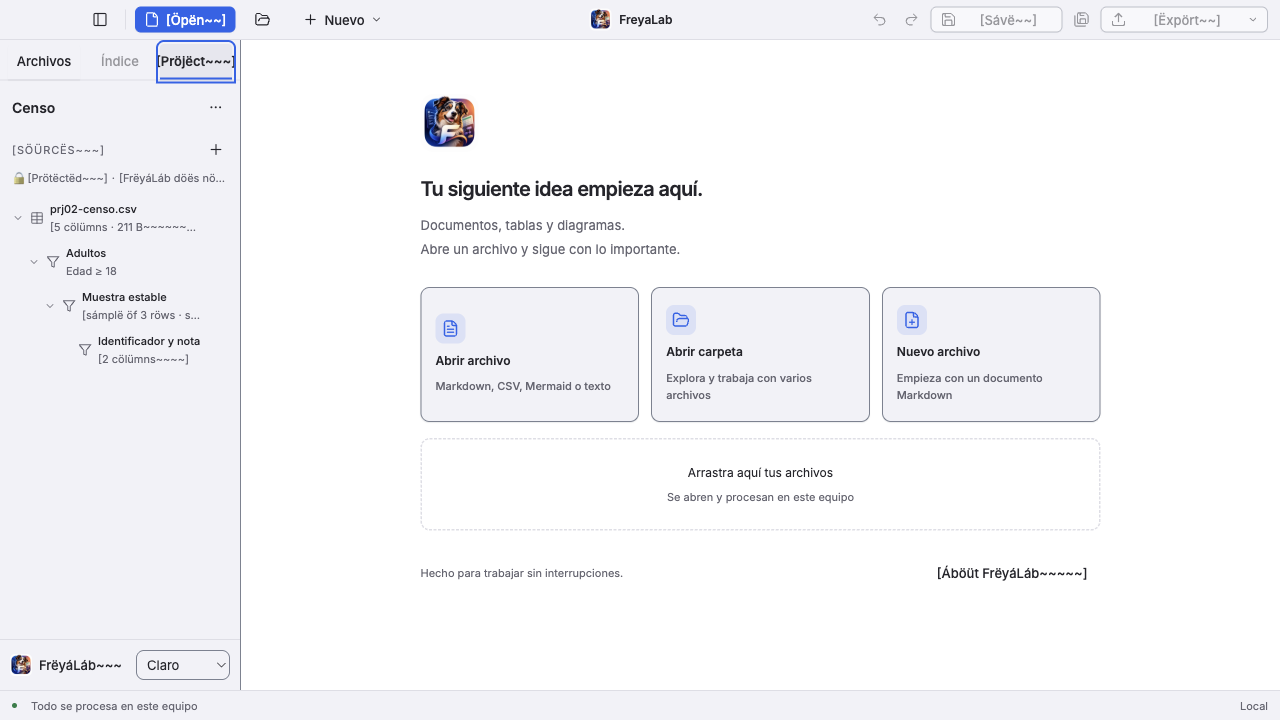 [Öpën~~]
Nuevo
FreyaLab
[Sávë~~]
[Ëxpört~~]
Archivos
Índice
[Pröjëct~~~]
Censo
[SÖÜRCËS~~~]
[Prötëctëd~~~] · [FrëyáLáb döës nö...
prj02-censo.csv
[5 cölümns · 211 B~~~~~~...
Adultos
Edad ≥ 18
Muestra estable
[sámplë öf 3 röws · s...
Identificador y nota
[2 cölümns~~~~]
Tu siguiente idea empieza aquí.
Documentos, tablas y diagramas.
Abre un archivo y sigue con lo importante.
Abrir archivo
Markdown, CSV, Mermaid o texto
Abrir carpeta
Explora y trabaja con varios
archivos
Nuevo archivo
Empieza con un documento
Markdown
Arrastra aquí tus archivos
Se abren y procesan en este equipo
Hecho para trabajar sin interrupciones.
[Áböüt FrëyáLáb~~~~~]
FrëyáLáb~~~
Claro
Todo se procesa en este equipo
Local